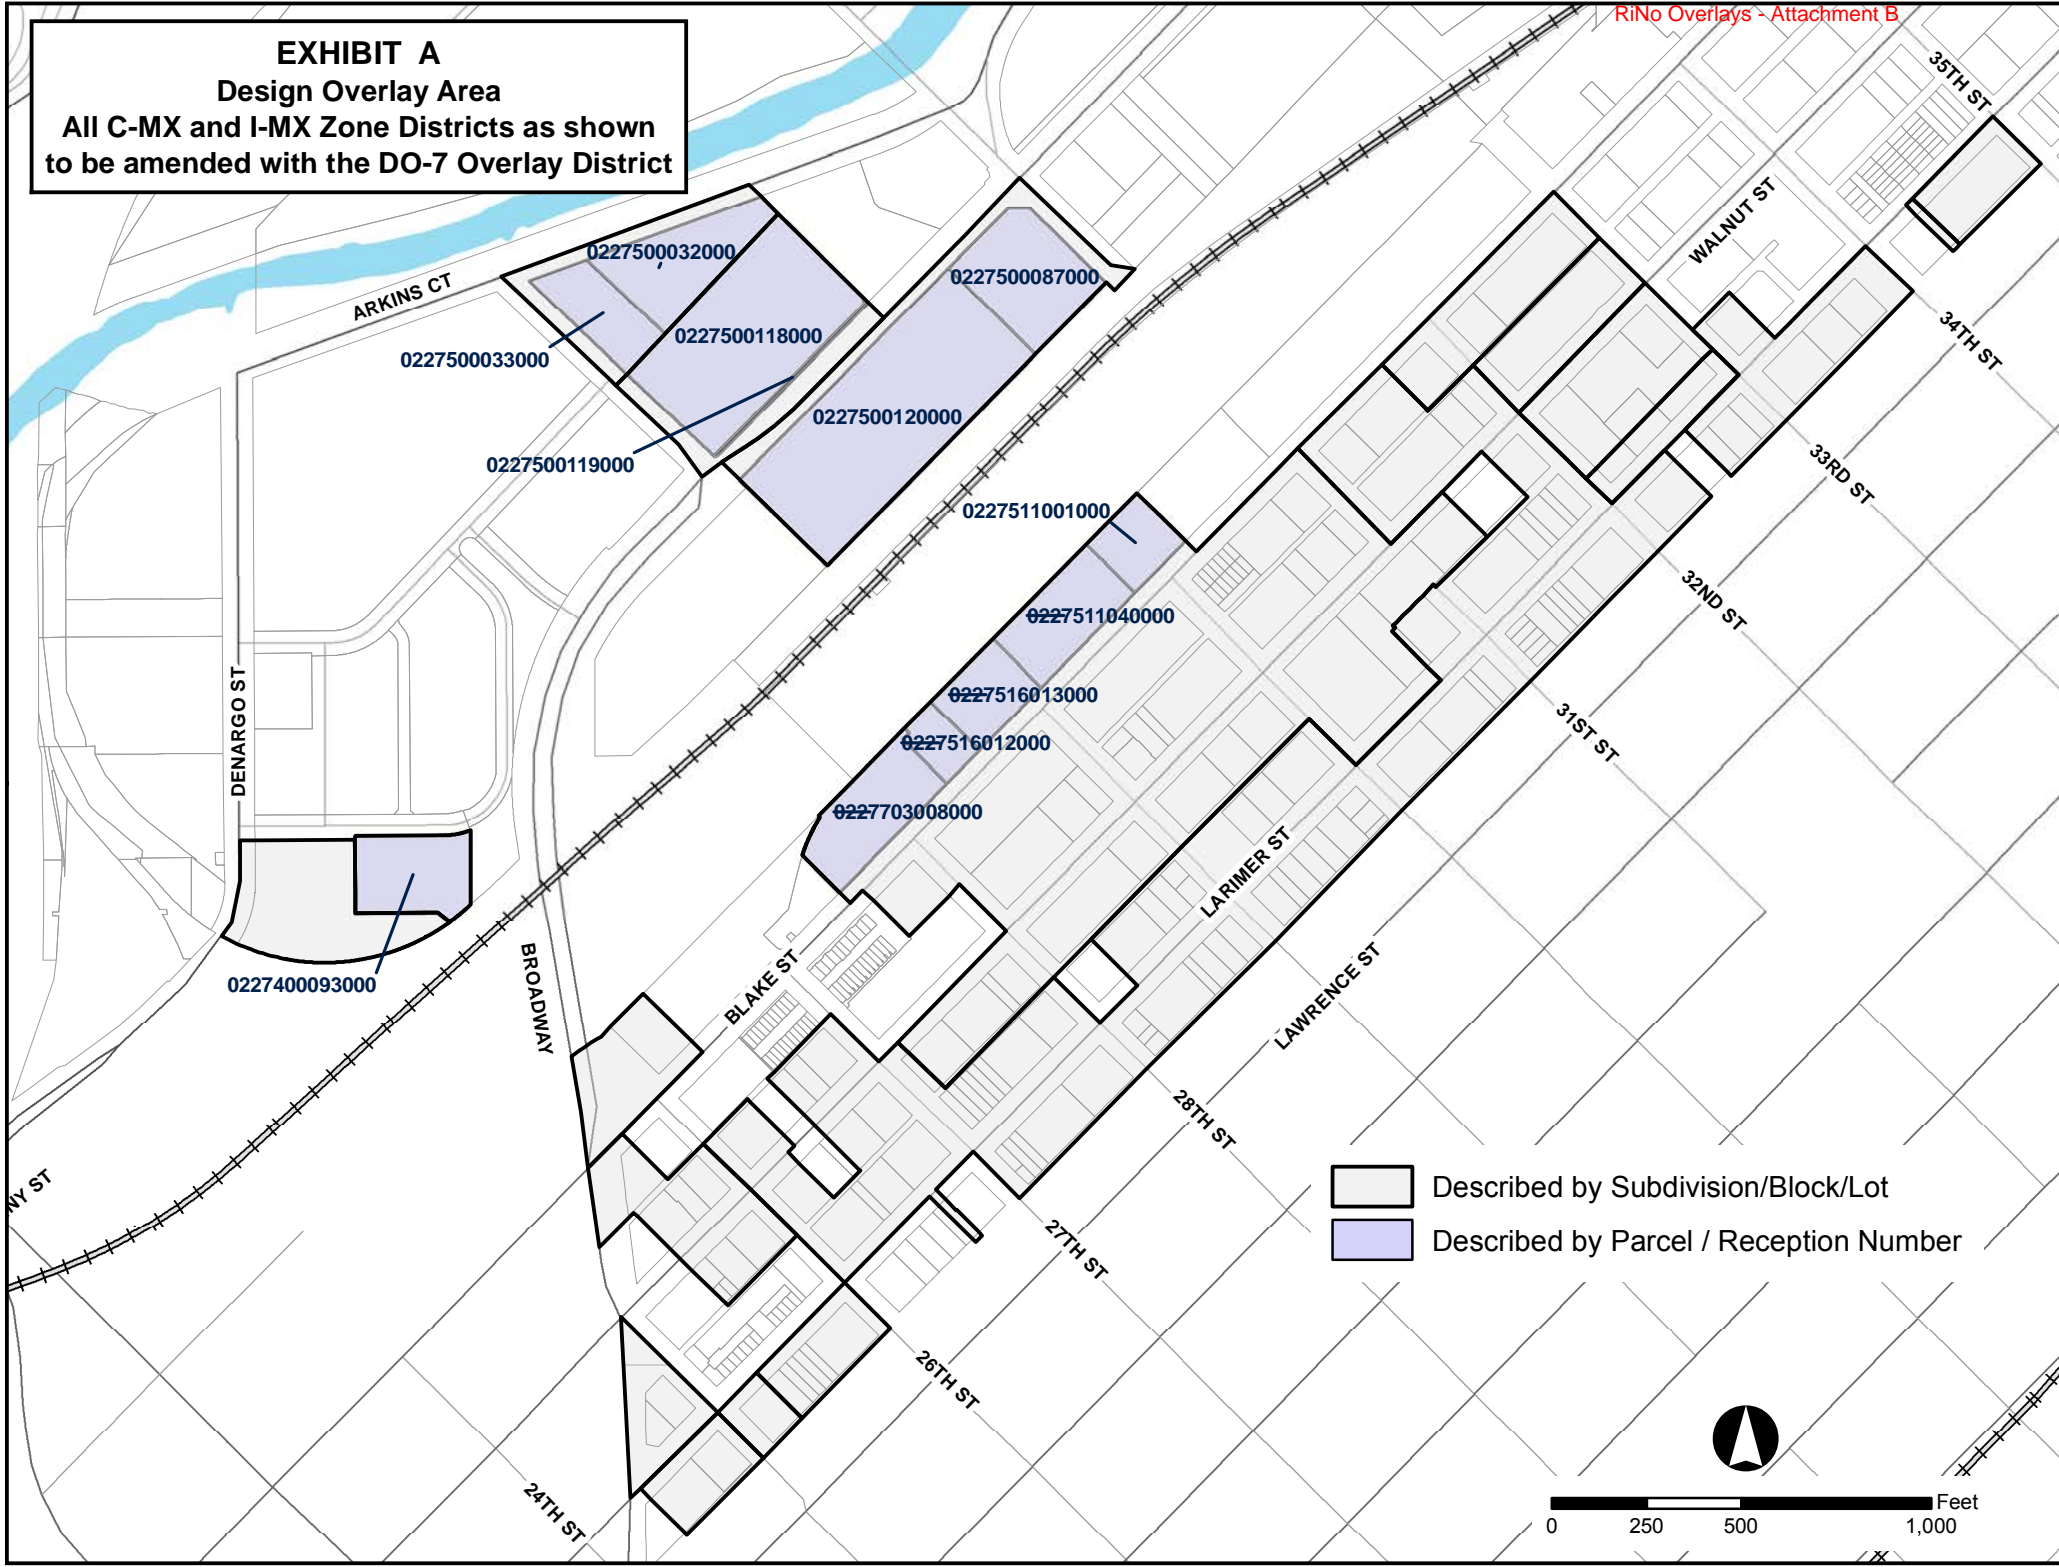 RiNo Overlays - Attachment B
EXHIBIT A
Design Overlay Area
All C-MX and I-MX Zone Districts as shown
to be amended with the DO-7 Overlay District
35TH ST
WALNUT ST
0227500032000
ARKINS CT
0227500087000
0227500118000
0227500033000
34TH ST
0227500120000
0227500119000
33RD ST
0227511001000
32ND ST
0227511040000
DENARGO ST
0227516013000
31ST ST
0227516012000
0227703008000
LARIMER ST
0227400093000
BROADWAY
BLAKE ST
LAWRENCE ST
28TH ST
NY ST
Described by Subdivision/Block/Lot
27TH ST
Described by Parcel / Reception Number
26TH ST
24TH ST
Feet
0 250 500 1,000